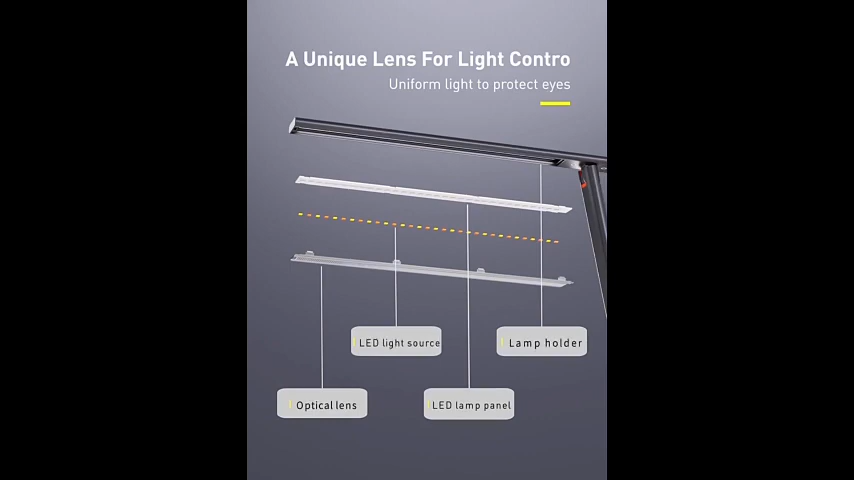 A Unique Lens For Light Contro
Uniform light to protect eyes
LED light source
Lamp holder
Optical lens
LED lamp panel